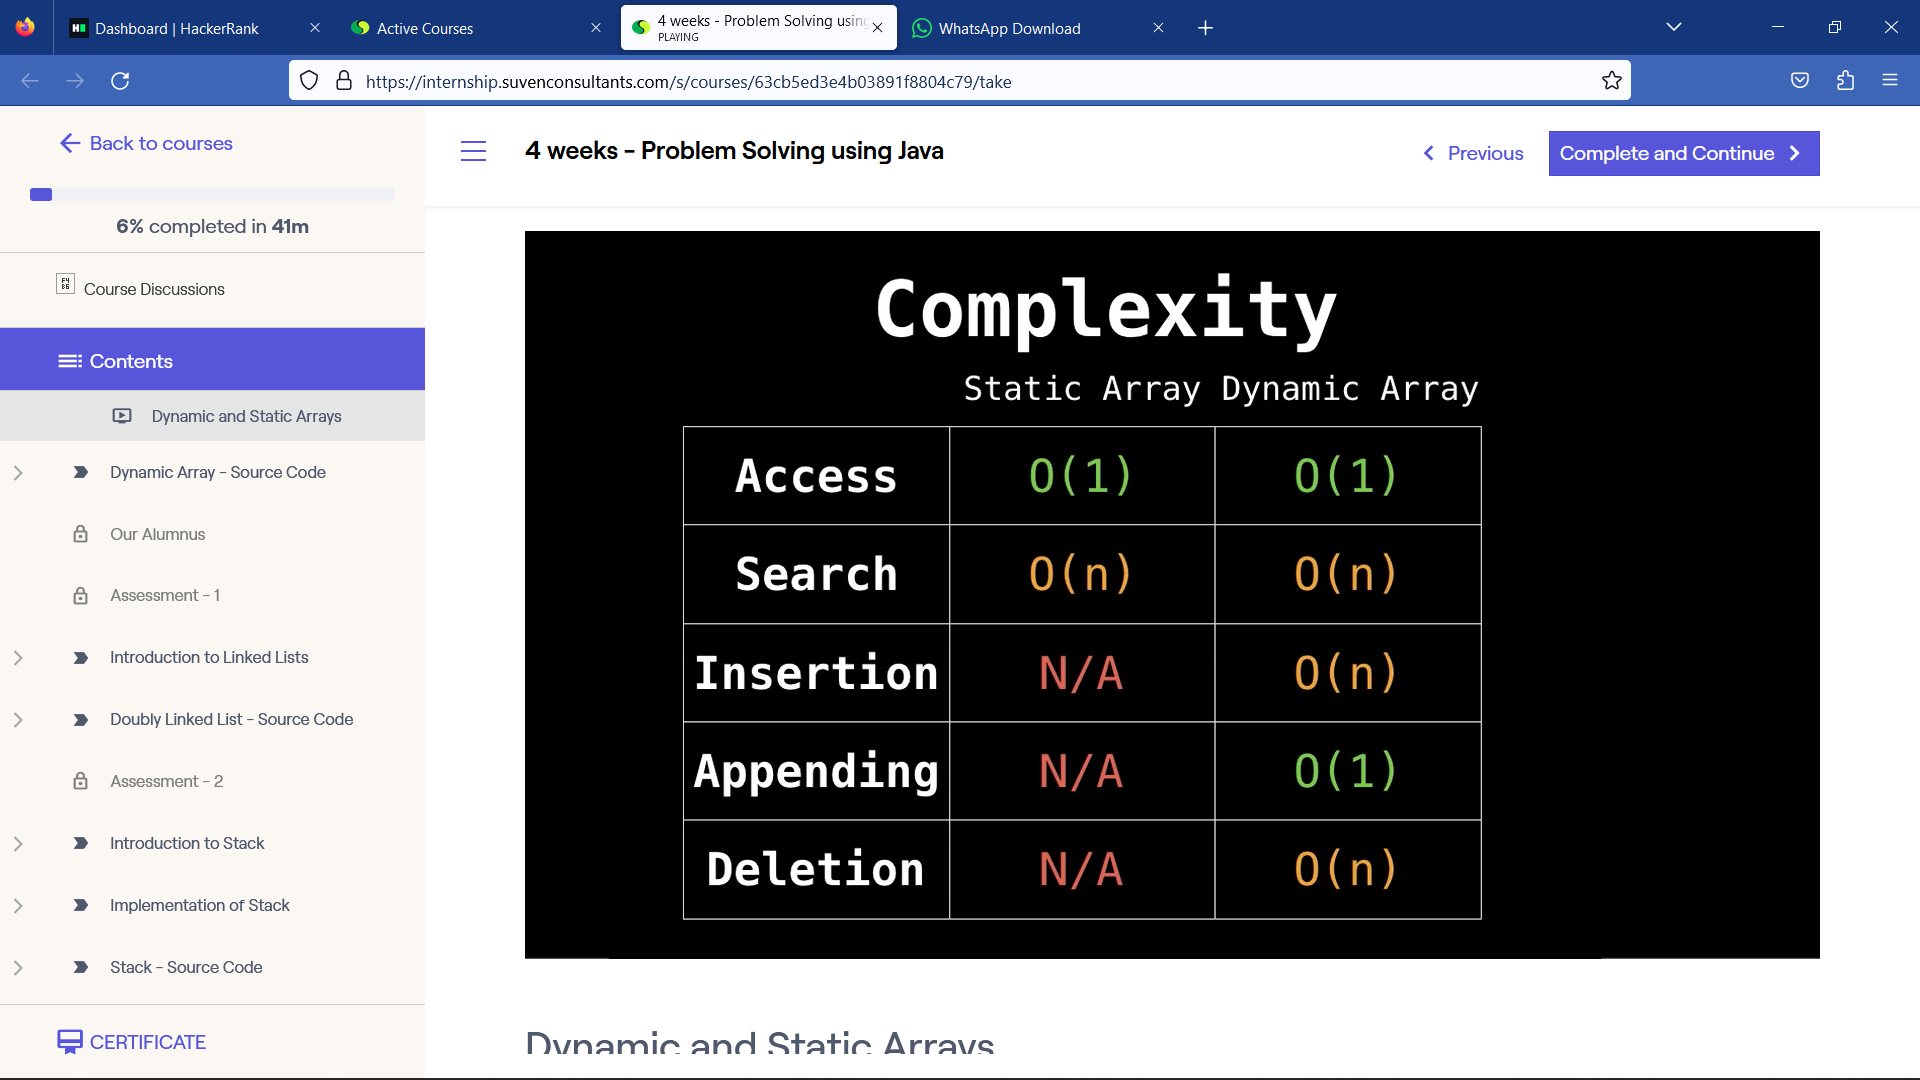 Dashboard | HackerRank
Active Courses
4 weeks - Problem Solving using
PLAYING
WhatsApp Download
https://internship.suvenconsultants.com/s/courses/63cb5ed3e4b03891f8804c79/take
Back to courses
6% completed in 41m
Course Discussions
Contents
Dynamic and Static Arrays
Dynamic Array - Source Code
Our Alumnus
Assessment - 1
Introduction to Linked Lists
Doubly Linked List - Source Code
Assessment - 2
Introduction to Stack
Implementation of Stack
Stack - Source Code
CERTIFICATE
4 weeks - Problem Solving using Java
Previous
Complete and Continue
Complexity
Static Array Dynamic Array
Access O(1) O(1)
Search O(n) O(n)
Insertion N/A O(n)
Appending N/A O(1)
Deletion N/A O(n)
Dynamic and Static Arrays